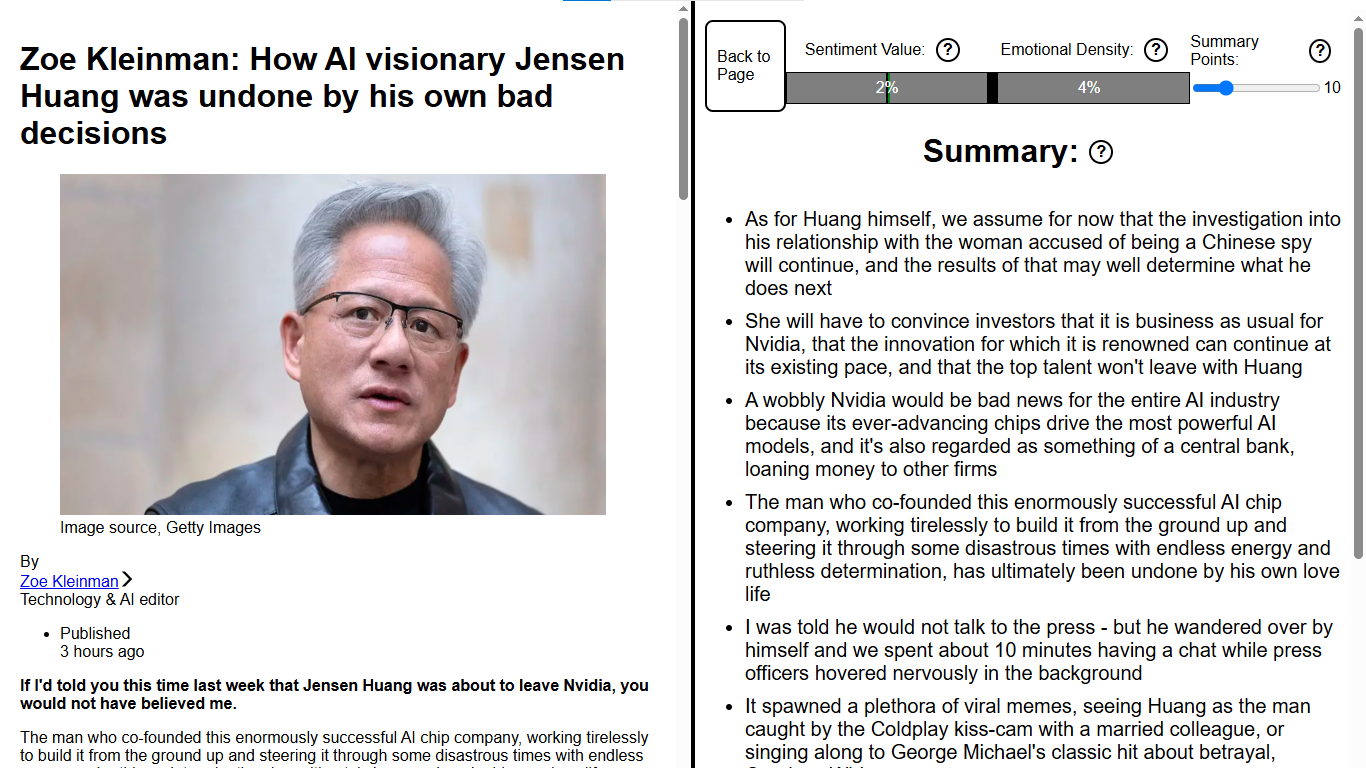 Zoe Kleinman: How AI visionary Jensen
Huang was undone by his own bad
decisions
Image source, Getty Images
By
Zoe Kleinman
Technology & AI editor
Published
3 hours ago
If I'd told you this time last week that Jensen Huang was about to leave Nvidia, you
would not have believed me.
The man who co-founded this enormously successful AI chip company, working tirelessly
to build it from the ground up and steering it through some disastrous times with endless
Back to
Page
Sentiment Value: ?
2%
Emotional Density: ?
4%
Summary
Points: ?
10
Summary: ?
As for Huang himself, we assume for now that the investigation into
his relationship with the woman accused of being a Chinese spy
will continue, and the results of that may well determine what he
does next
She will have to convince investors that it is business as usual for
Nvidia, that the innovation for which it is renowned can continue at
its existing pace, and that the top talent won't leave with Huang
A wobbly Nvidia would be bad news for the entire AI industry
because its ever-advancing chips drive the most powerful AI
models, and it's also regarded as something of a central bank,
loaning money to other firms
The man who co-founded this enormously successful AI chip
company, working tirelessly to build it from the ground up and
steering it through some disastrous times with endless energy and
ruthless determination, has ultimately been undone by his own love
life
I was told he would not talk to the press - but he wandered over by
himself and we spent about 10 minutes having a chat while press
officers hovered nervously in the background
It spawned a plethora of viral memes, seeing Huang as the man
caught by the Coldplay kiss-cam with a married colleague, or
singing along to George Michael's classic hit about betrayal,